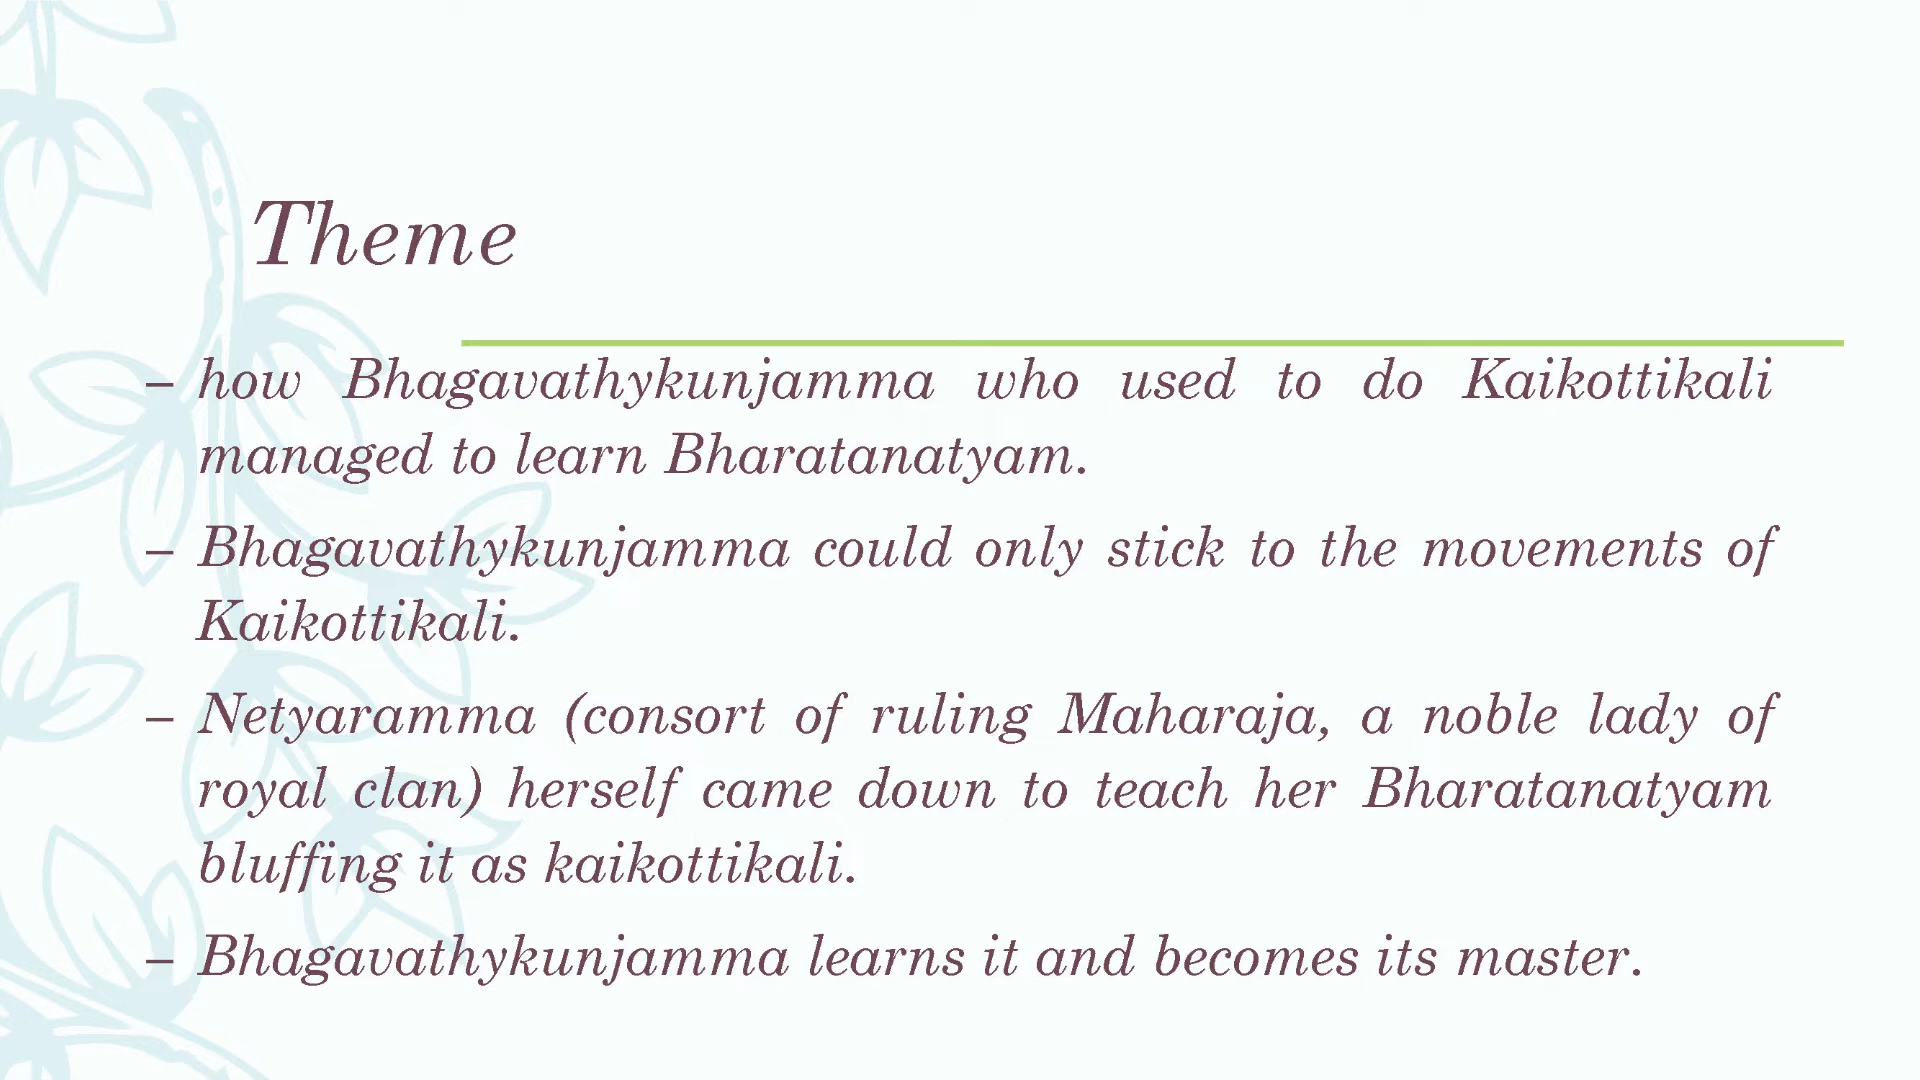 Theme
– how Bhagavathykunjamma who used to do Kaikottikali
managed to learn Bharatanatyam.
– Bhagavathykunjamma could only stick to the movements of
Kaikottikali.
– Netyaramma (consort of ruling Maharaja, a noble lady of
royal clan) herself came down to teach her Bharatanatyam
bluffing it as kaikottikali.
– Bhagavathykunjamma learns it and becomes its master.